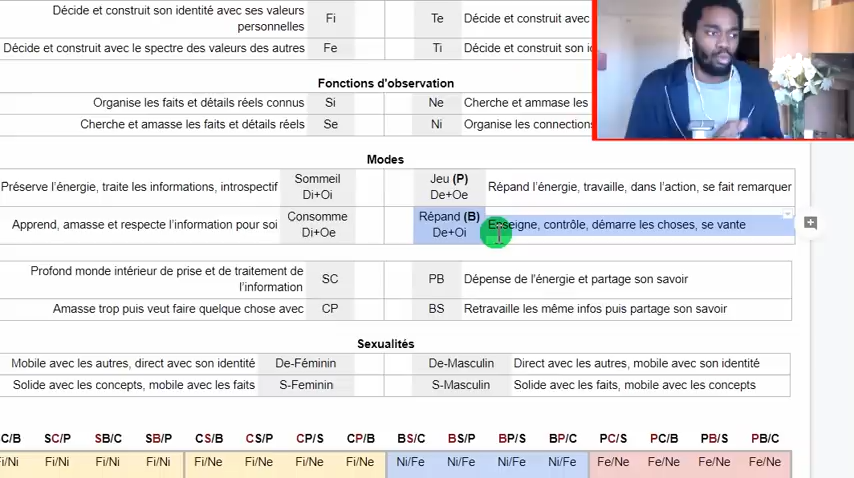 Décide et construit son identité avec ses valeurs personnelles Fi Te Décide et construit avec
Décide et construit avec le spectre des valeurs des autres Fe Ti Décide et construit son
Fonctions d'observation
Organise les faits et détails réels connus Si Ne Cherche et ammase les
Cherche et amasse les faits et détails réels Se Ni Organise les connections
Modes
Préserve l'énergie, traite les informations, introspectif Sommeil Di+Oi Jeu (P) De+Oe Répand l'énergie, travaille, dans l'action, se fait remarquer
Apprend, amasse et respecte l'information pour soi Consomme Di+Oe Répand (B) De+Oi Enseigne, contrôle, démarre les choses, se vante
Profond monde intérieur de prise et de traitement de l'information SC PB Dépense de l'énergie et partage son savoir
Amasse trop puis veut faire quelque chose avec CP BS Retravaille les même infos puis partage son savoir
Sexualités
Mobile avec les autres, direct avec son identité De-Féminin De-Masculin Direct avec les autres, mobile avec son identité
Solide avec les concepts, mobile avec les faits S-Feminin S-Masculin Solide avec les faits, mobile avec les concepts
C/B SC/P SB/C SB/P CS/B CS/P CP/S CP/B BS/C BS/P BP/S BP/C PC/S PC/B PB/S PB/C
Fi/Ni Fi/Ni Fi/Ni Fi/Ni Fi/Ne Fi/Ne Fi/Ne Fi/Ne Ni/Fe Ni/Fe Ni/Fe Ni/Fe Fe/Ne Fe/Ne Fe/Ne Fe/Ne